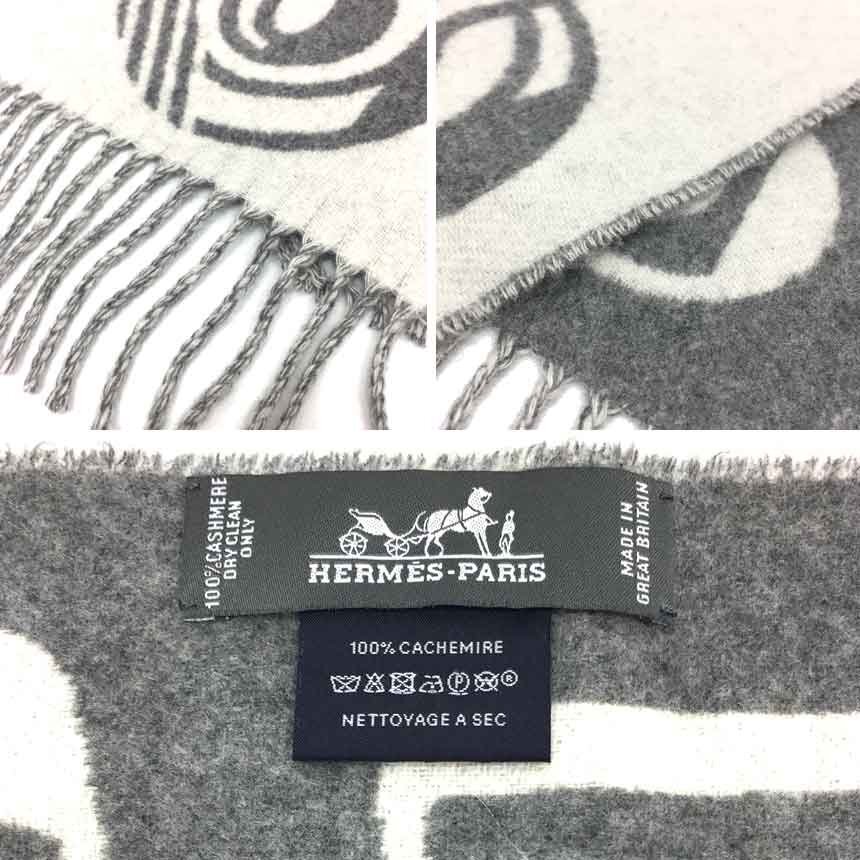 100% CASHMERE
DRY CLEAN
ONLY
HERMÈS-PARIS
MADE IN
GREAT BRITAIN
100% CACHEMIRE
P ®
NETTOYAGE A SEC